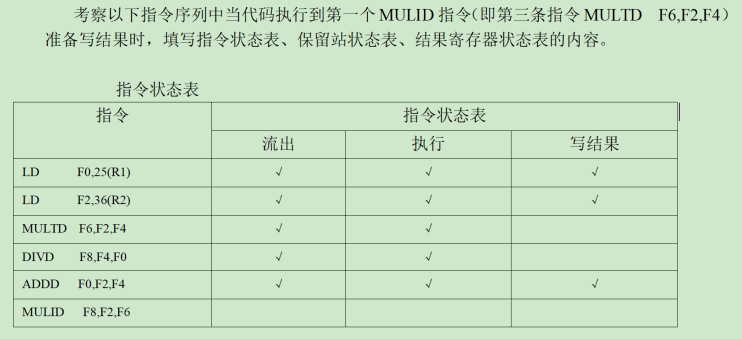 考察以下指令序列中当代码执行到第一个 MULID 指令（即第三条指令 MULTD F6,F2,F4）
准备写结果时，填写指令状态表、保留站状态表、结果寄存器状态表的内容。
指令状态表
指令 指令状态表
流出 执行 写结果
LD F0,25(R1) √ √ √
LD F2,36(R2) √ √ √
MULTD F6,F2,F4 √ √
DIVD F8,F4,F0 √ √
ADDD F0,F2,F4 √ √ √
MULID F8,F2,F6